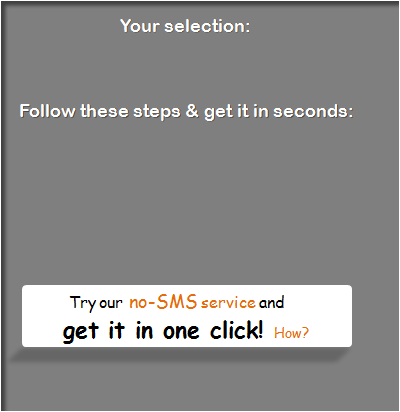 Your selection:
Follow these steps & get it in seconds:
Try our no-SMS service and
get it in one click! How?